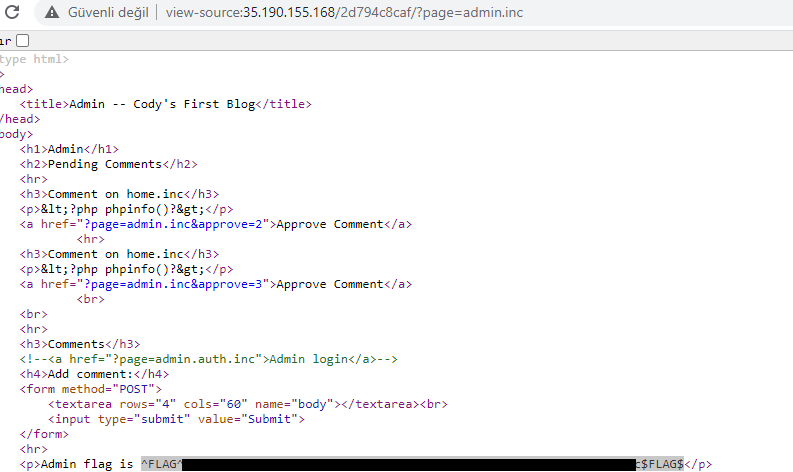 Güvenli değil | view-source:35.190.155.168/2d794c8caf/?page=admin.inc
ır
type html>
>
head>
<title>Admin -- Cody's First Blog</title>
/head>
body>
<h1>Admin</h1>
<h2>Pending Comments</h2>
<hr>
<h3>Comment on home.inc</h3>
<p>&lt;?php phpinfo()?&gt;</p>
<a href="?page=admin.inc&approve=2">Approve Comment</a>
<hr>
<h3>Comment on home.inc</h3>
<p>&lt;?php phpinfo()?&gt;</p>
<a href="?page=admin.inc&approve=3">Approve Comment</a>
<br>
<br>
<hr>
<h3>Comments</h3>
<!--<a href="?page=admin.auth.inc">Admin login</a>-->
<h4>Add comment:</h4>
<form method="POST">
<textarea rows="4" cols="60" name="body"></textarea><br>
<input type="submit" value="Submit">
</form>
<hr>
<p>Admin flag is ^FLAG^ c$FLAG$</p>